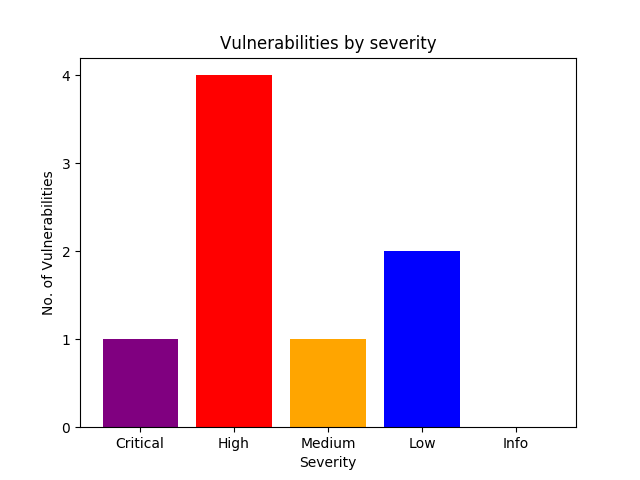 Vulnerabilities by severity
4
3
2
1
0
No. of Vulnerabilities
Critical High Medium Low Info
Severity